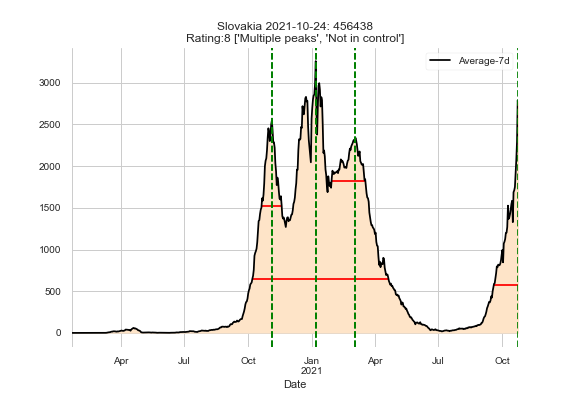 Slovakia 2021-10-24: 456438
Rating:8 ['Multiple peaks', 'Not in control']
Average-7d
3000
2500
2000
1500
1000
500
0
Apr Jul Oct Jan Apr Jul Oct
2021
Date